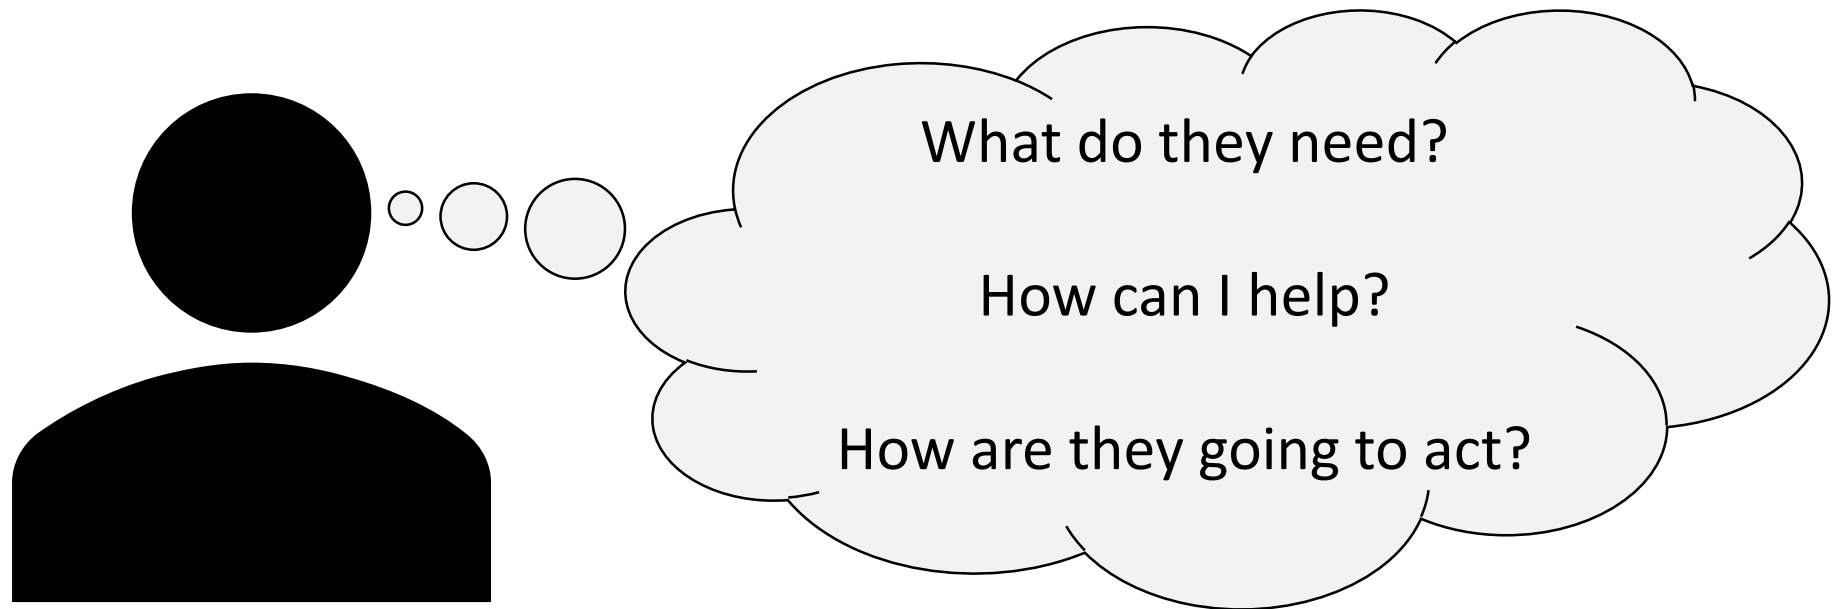 What do they need?
How can I help?
How are they going to act?